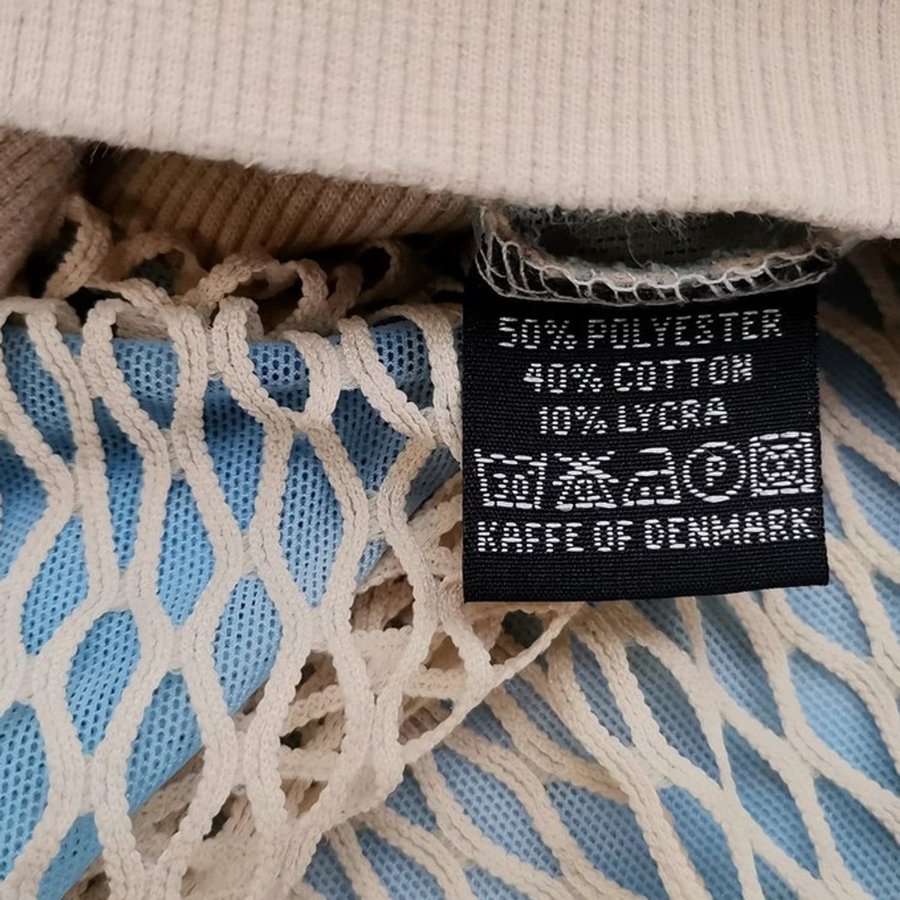 50% POLYESTER
40% COTTON
10% LYCRA
P
KAFFE OF DENMARK